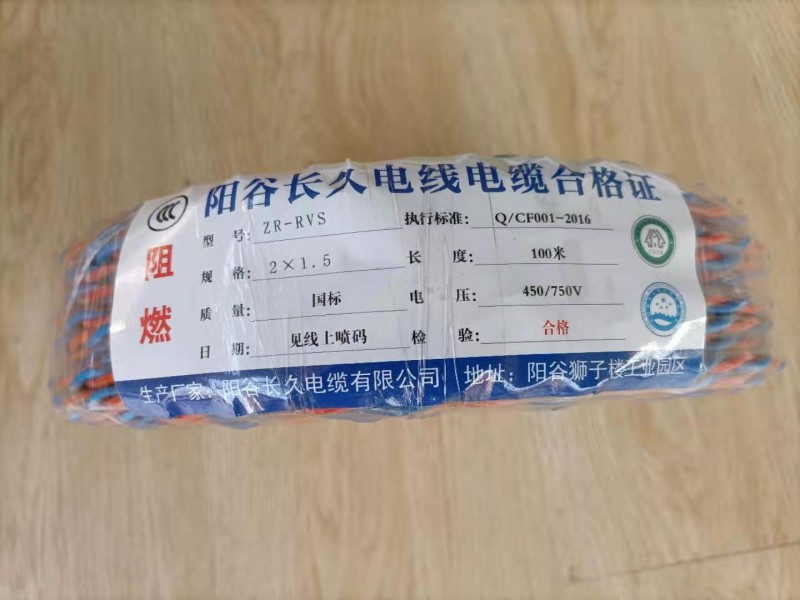 阳谷长久电线电缆合格证
CCC
阻燃
型号: ZR-RVS 执行标准: Q/CF001-2016
规格: 2×1.5 长度: 100米
质量: 国标 电压: 450/750V
日期: 见线上喷码 检验: 合格
生产厂家: 阳谷长久电缆有限公司 地址: 阳谷狮子楼工业园区